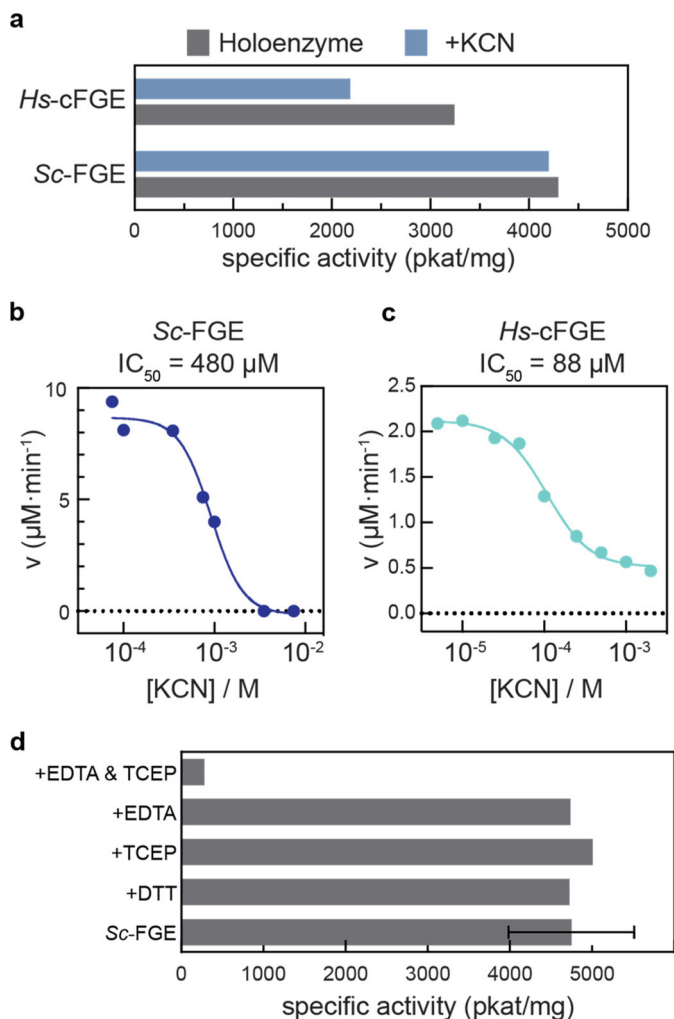 a
Holoenzyme +KCN
Hs-cFGE
Sc-FGE
0 1000 2000 3000 4000 5000
specific activity (pkat/mg)
b
Sc-FGE
IC50 = 480 µM
10
5
0
v (µM·min-1)
10-4 10-3 10-2
[KCN] / M
c
Hs-cFGE
IC50 = 88 µM
2.5
2.0
1.5
1.0
0.5
0.0
v (µM·min-1)
10-5 10-4 10-3
[KCN] / M
d
+EDTA & TCEP
+EDTA
+TCEP
+DTT
Sc-FGE
0 1000 2000 3000 4000 5000
specific activity (pkat/mg)